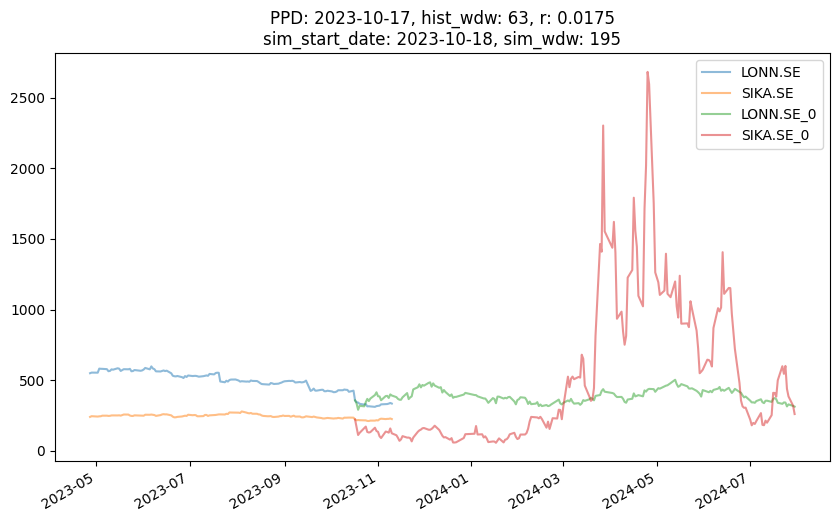 PPD: 2023-10-17, hist_wdw: 63, r: 0.0175
sim_start_date: 2023-10-18, sim_wdw: 195
LONN.SE
SIKA.SE
LONN.SE_0
SIKA.SE_0
2500
2000
1500
1000
500
0
2023-05
2023-07
2023-09
2023-11
2024-01
2024-03
2024-05
2024-07